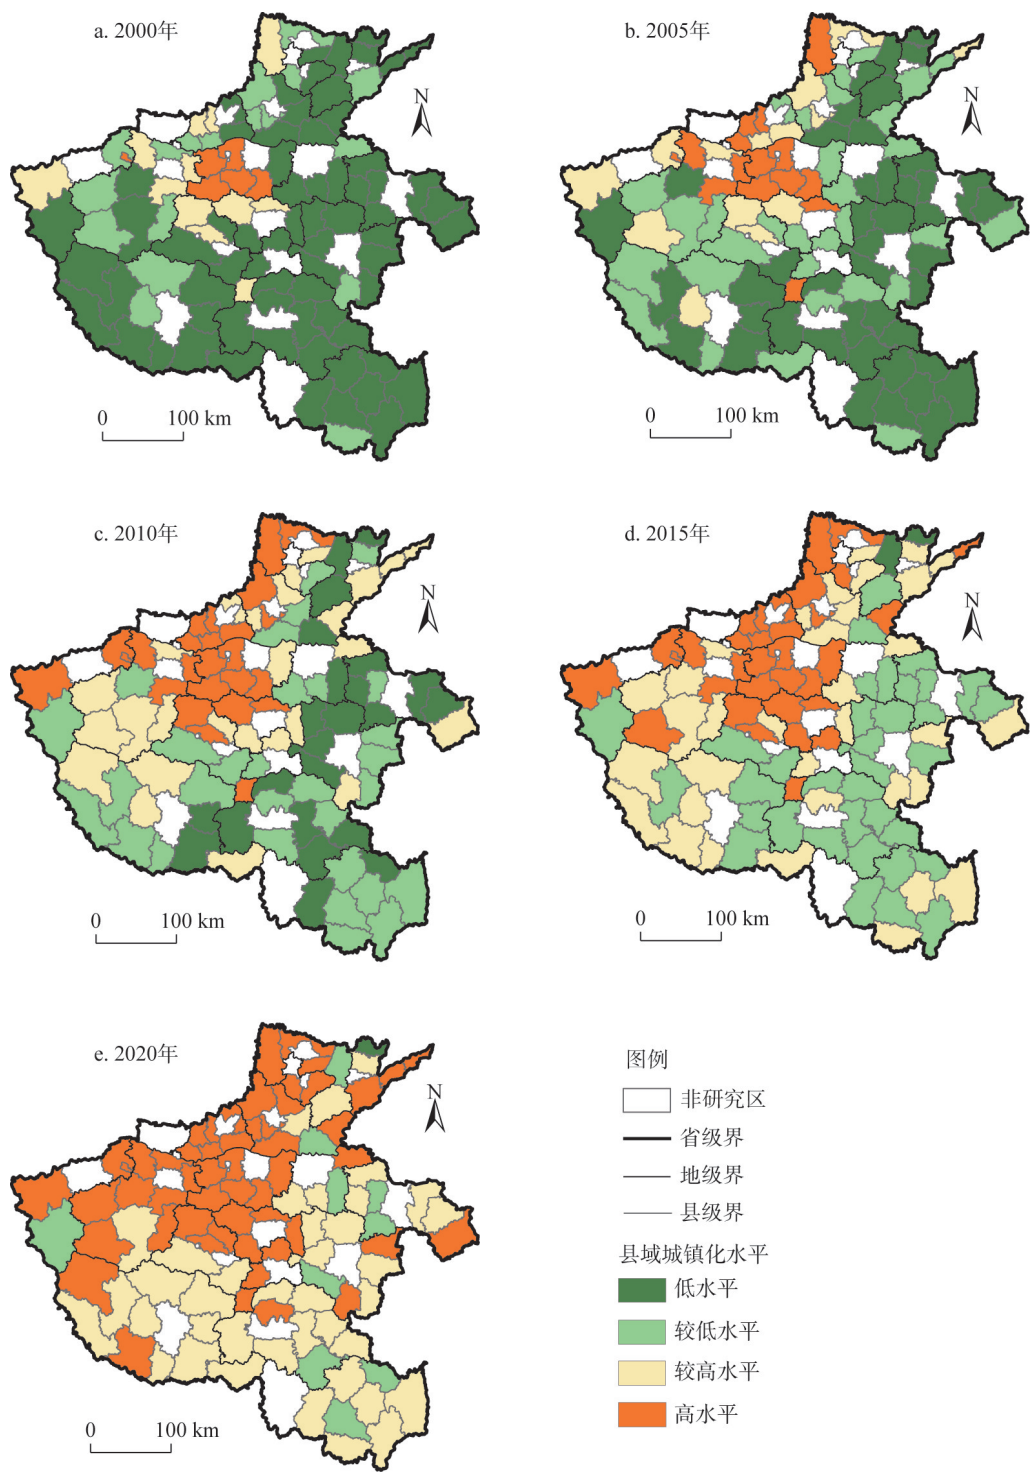 a. 2000年
N
0 100 km
b. 2005年
N
0 100 km
c. 2010年
N
0 100 km
d. 2015年
N
0 100 km
e. 2020年
N
0 100 km
图例
非研究区
省级界
地级界
县级界
县域城镇化水平
低水平
较低水平
较高水平
高水平